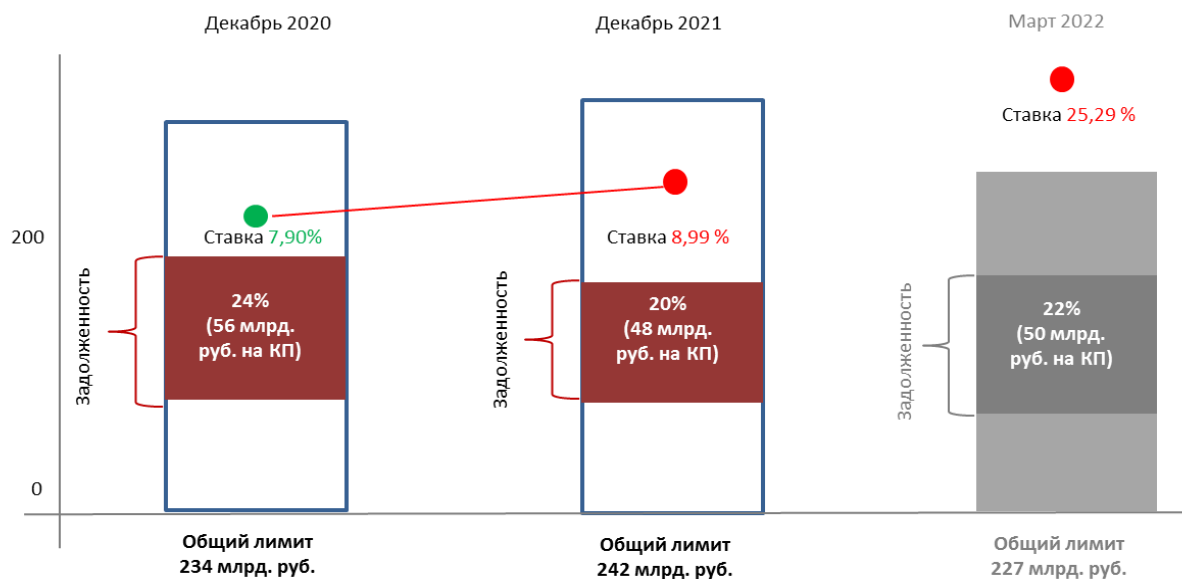 Декабрь 2020
Декабрь 2021
Март 2022
Ставка 25,29 %
200
Ставка 7,90%
Ставка 8,99 %
Задолженность
24%
(56 млрд.
руб. на КП)
Задолженность
20%
(48 млрд.
руб. на КП)
Задолженность
22%
(50 млрд.
руб. на КП)
0
Общий лимит
234 млрд. руб.
Общий лимит
242 млрд. руб.
Общий лимит
227 млрд. руб.